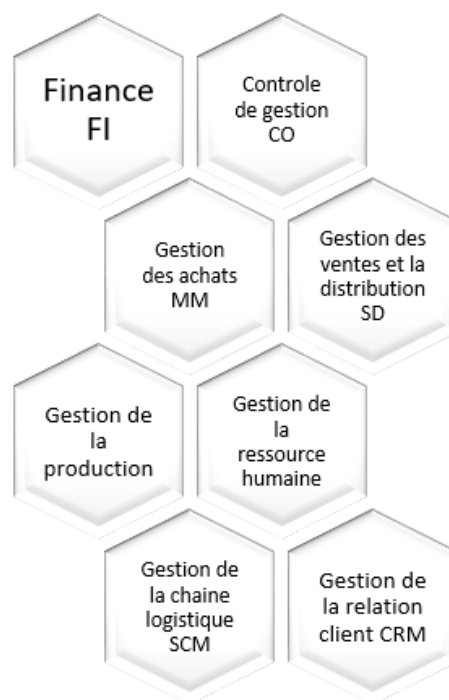 Finance
FI
Controle
de gestion
CO
Gestion
des achats
MM
Gestion des
ventes et la
distribution
SD
Gestion de
la
production
Gestion de
la
ressource
humaine
Gestion de
la chaine
logistique
SCM
Gestion de
la relation
client CRM